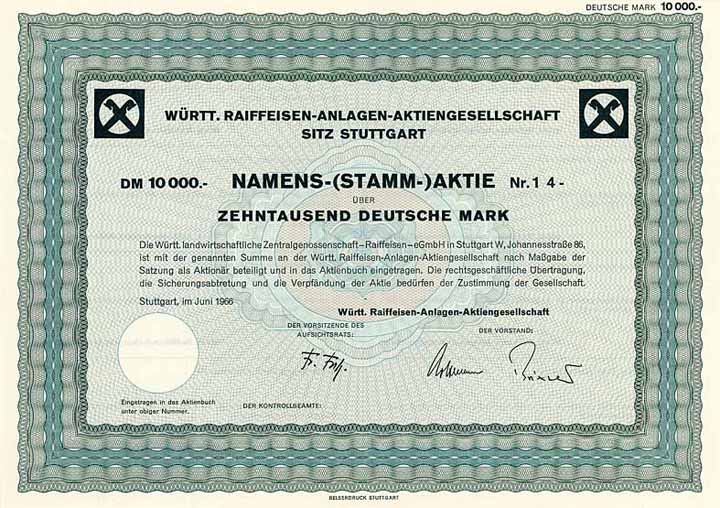 DEUTSCHE MARK 10 000.-
WÜRTT. RAIFFEISEN-ANLAGEN-AKTIENGESELLSCHAFT
SITZ STUTTGART
DM 10 000.- NAMENS-(STAMM-)AKTIE Nr. 1 4 -
ÜBER
ZEHNTAUSEND DEUTSCHE MARK
Die Württ. landwirtschaftliche Zentralgenossenschaft – Raiffeisen – eGmbH in Stuttgart W, Johannesstraße 86,
ist mit der genannten Summe an der Württ. Raiffeisen-Anlagen-Aktiengesellschaft nach Maßgabe der
Satzung als Aktionär beteiligt und in das Aktienbuch eingetragen. Die rechtsgeschäftliche Übertragung,
die Sicherungsabtretung und die Verpfändung der Aktie bedürfen der Zustimmung der Gesellschaft.
Stuttgart, im Juni 1966
Württ. Raiffeisen-Anlagen-Aktiengesellschaft
DER VORSITZENDE DES
AUFSICHTSRATS:
DER VORSTAND:
Eingetragen in das Aktienbuch
unter obiger Nummer.
DER KONTROLLBEAMTE:
BELSERDRUCK STUTTGART